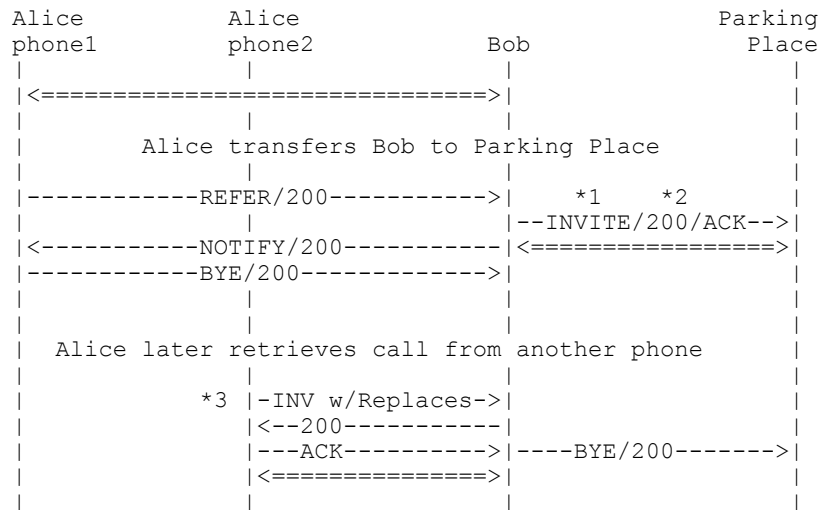 Alice           Alice                               Parking
phone1          phone2            Bob               Place
|               |                 |                   |
|<===============================>|                   |
|               |                 |                   |
|        Alice transfers Bob to Parking Place         |
|               |                 |                   |
|------------REFER/200----------->|    *1    *2       |
|               |                 |--INVITE/200/ACK-->|
|<-----------NOTIFY/200-----------|<=================>|
|------------BYE/200------------->|                   |
|               |                 |                   |
|               |                 |                   |
|  Alice later retrieves call from another phone      |
|               |                 |                   |
|            *3 |-INV w/Replaces->|                   |
|               |<--200-----------|                   |
|               |---ACK---------->|----BYE/200------->|
|               |<===============>|                   |
|               |                 |                   |